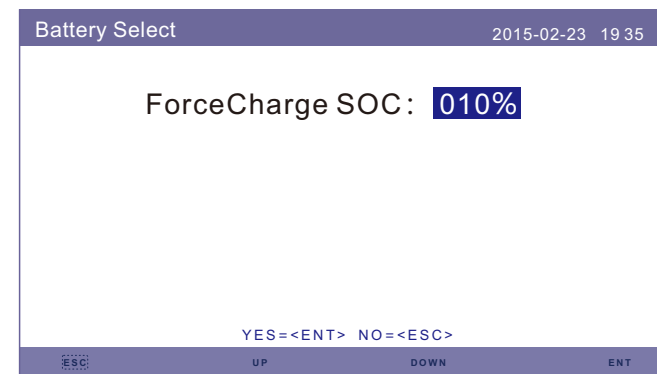 Battery Select 2015-02-23 19 35
ForceCharge SOC: 010%
YES=<ENT> NO=<ESC>
ESC UP DOWN ENT